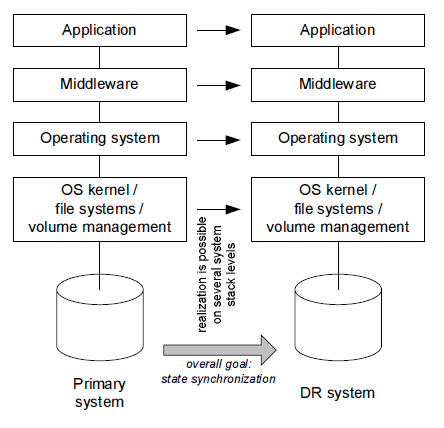 Application
Application
Middleware
Middleware
Operating system
Operating system
OS kernel /
file systems /
volume management
OS kernel /
file systems /
volume management
realization is possible
on several system
stack levels
overall goal:
state synchronization
Primary
system
DR system